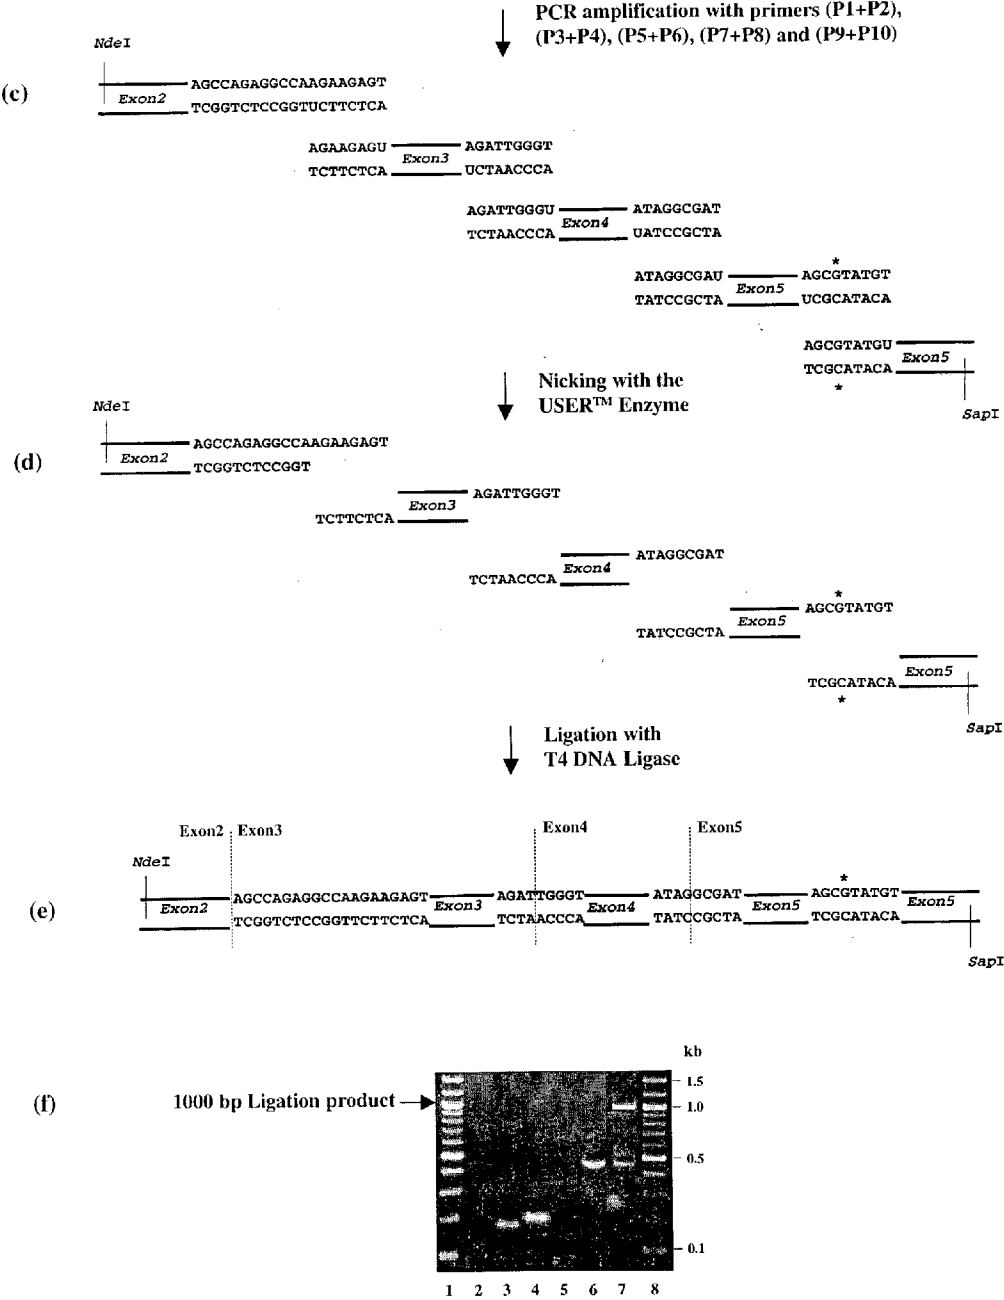 PCR amplification with primers (P1+P2),
(P3+P4), (P5+P6), (P7+P8) and (P9+P10)
NdeI
(c)
AGCCAGAGGCCAAGAAGAGT
Exon2
TCGGTCTCCGGTUCTTCTCA
AGAAGAGU AGATTGGGT
Exon3
TCTTCTCA UCTAACCCA
AGATTGGGU ATAGGCGAT
Exon4
TCTAACCCA UATCCGCTA
*
ATAGGCGAU AGCGTATGT
Exon5
TATCCGCTA UCGCATACA
AGCGTATGU
Exon5
TCGCATACA
*
SapI
Nicking with the
USER™ Enzyme
NdeI
(d)
AGCCAGAGGCCAAGAAGAGT
Exon2
TCGGTCTCCGGT
AGATTGGGT
Exon3
TCTTCTCA
ATAGGCGAT
Exon4
TCTAACCCA
*
AGCGTATGT
Exon5
TATCCGCTA
Exon5
TCGCATACA
*
SapI
Ligation with
T4 DNA Ligase
Exon2 Exon3 Exon4 Exon5
NdeI
*
(e)
AGCCAGAGGCCAAGAAGAGT AGATTGGGT ATAGGCGAT AGCGTATGT
Exon2 Exon3 Exon4 Exon5 Exon5
TCGGTCTCCGGTTCTTCTCA TCTAACCCA TATCCGCTA TCGCATACA
SapI
kb
(f)
1000 bp Ligation product
1.5
1.0
0.5
0.1
1 2 3 4 5 6 7 8